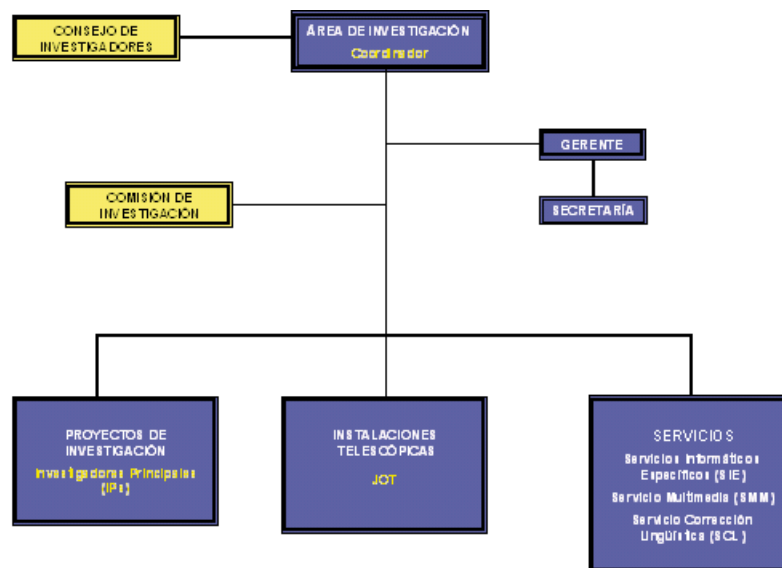 CONSEJO DE
INVESTIGADORES
ÁREA DE INVESTIGACIÓN
Coordinador
GERENTE
COMISIÓN DE
INVESTIGACIÓN
SECRETARÍA
PROYECTOS DE
INVESTIGACIÓN
Investigadores Principales
(IPs)
INSTALACIONES
TELESCÓPICAS
JOT
SERVICIOS
Servicios Informáticos
Específicos (SIE)
Servicio Multimedia (SMM)
Servicio Corrección
Lingüística (SCL)